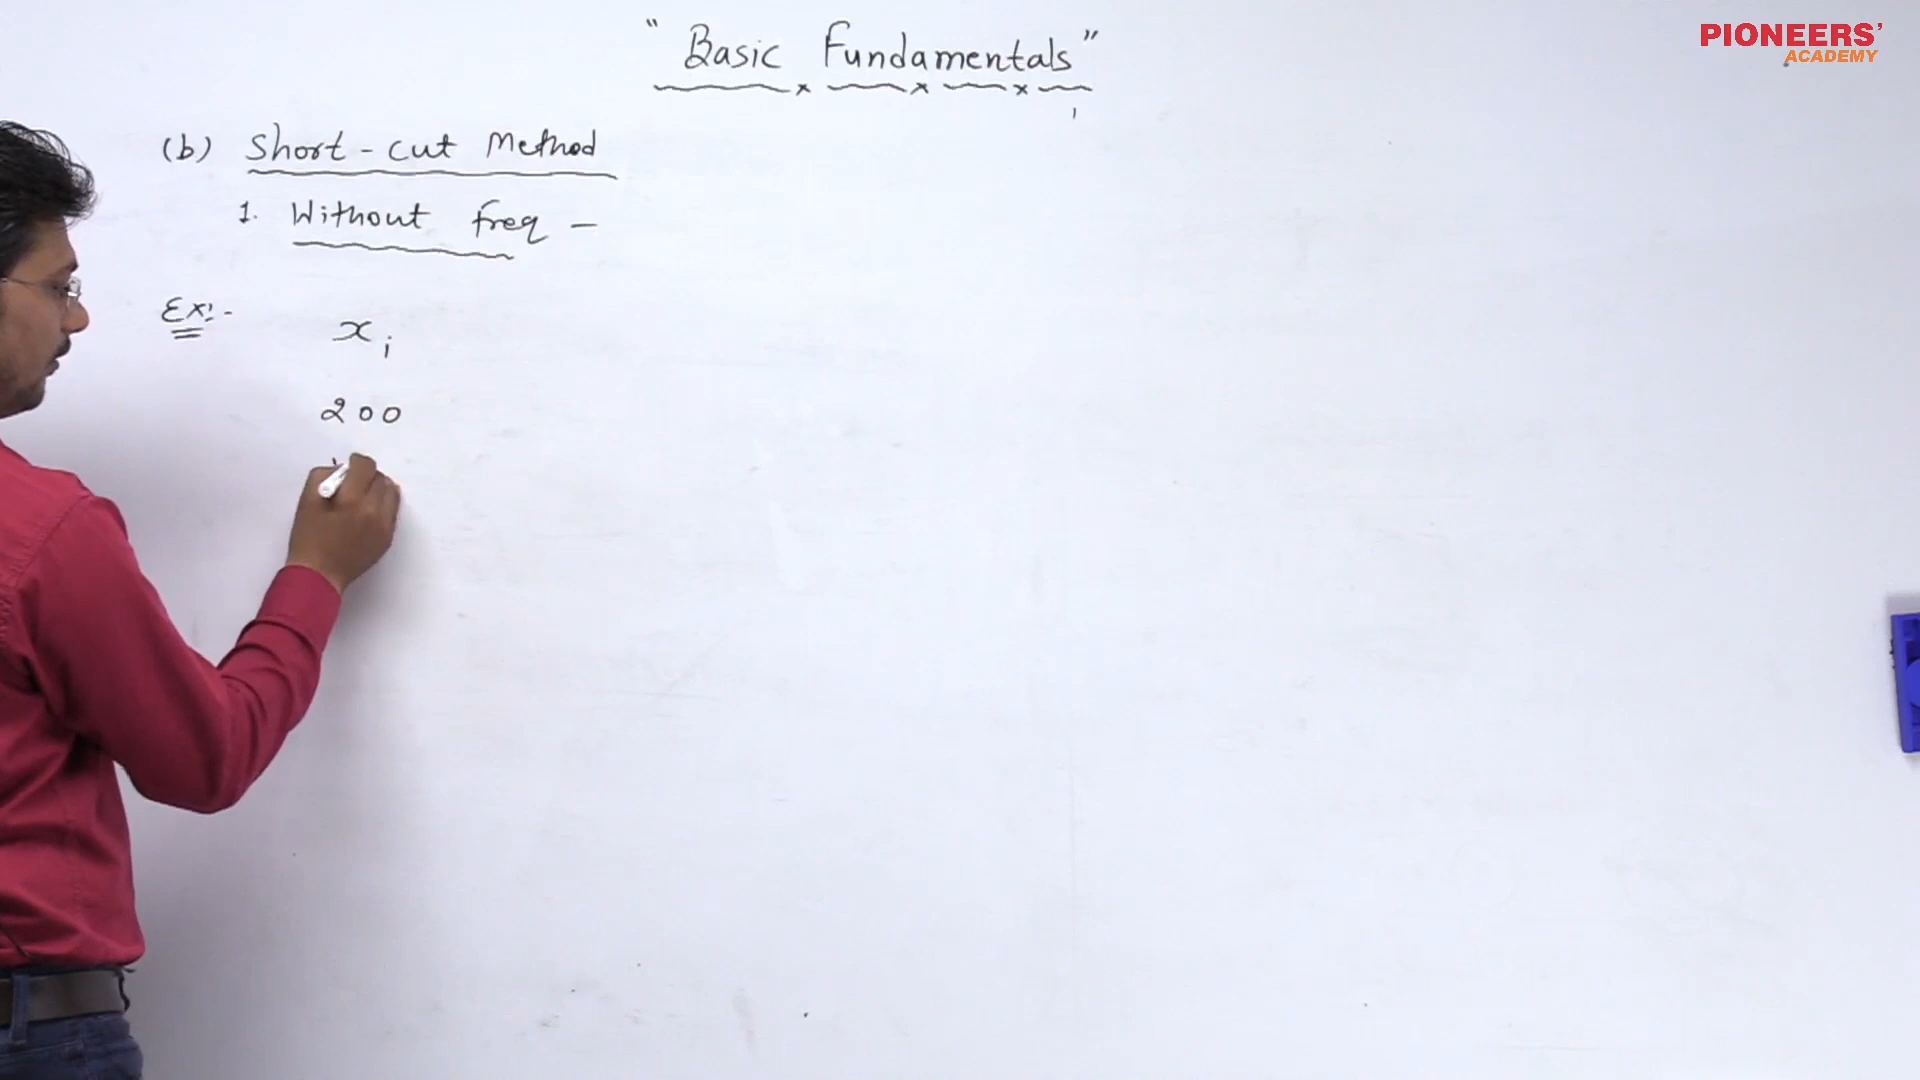 PIONEERS'
ACADEMY
"Basic Fundamentals"
(b) Short-cut Method
1. Without freq -
Ex:-
xᵢ
200